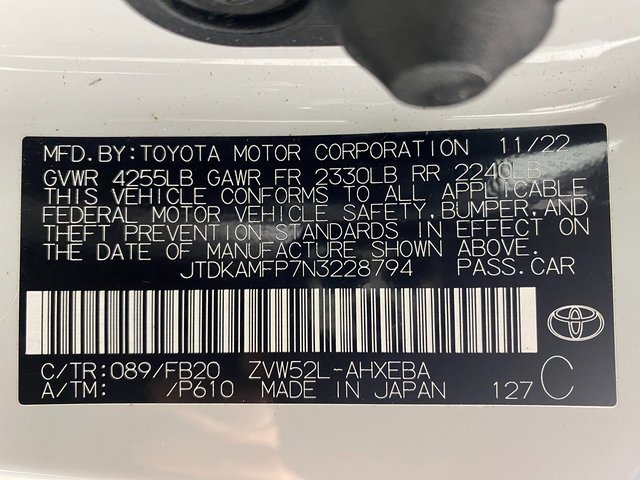 MFD.BY:TOYOTA MOTOR CORPORATION 11/22
GVWR 4255LB GAWR FR 2330LB RR 2240LB
THIS VEHICLE CONFORMS TO ALL APPLICABLE
FEDERAL MOTOR VEHICLE SAFETY,BUMPER,AND
THEFT PREVENTION STANDARDS IN EFFECT ON
THE DATE OF MANUFACTURE SHOWN ABOVE.
JTDKAMFP7N3228794 PASS.CAR
C/TR:089/FB20 ZVW52L-AHXEBA
A/TM: /P610 MADE IN JAPAN 127 C